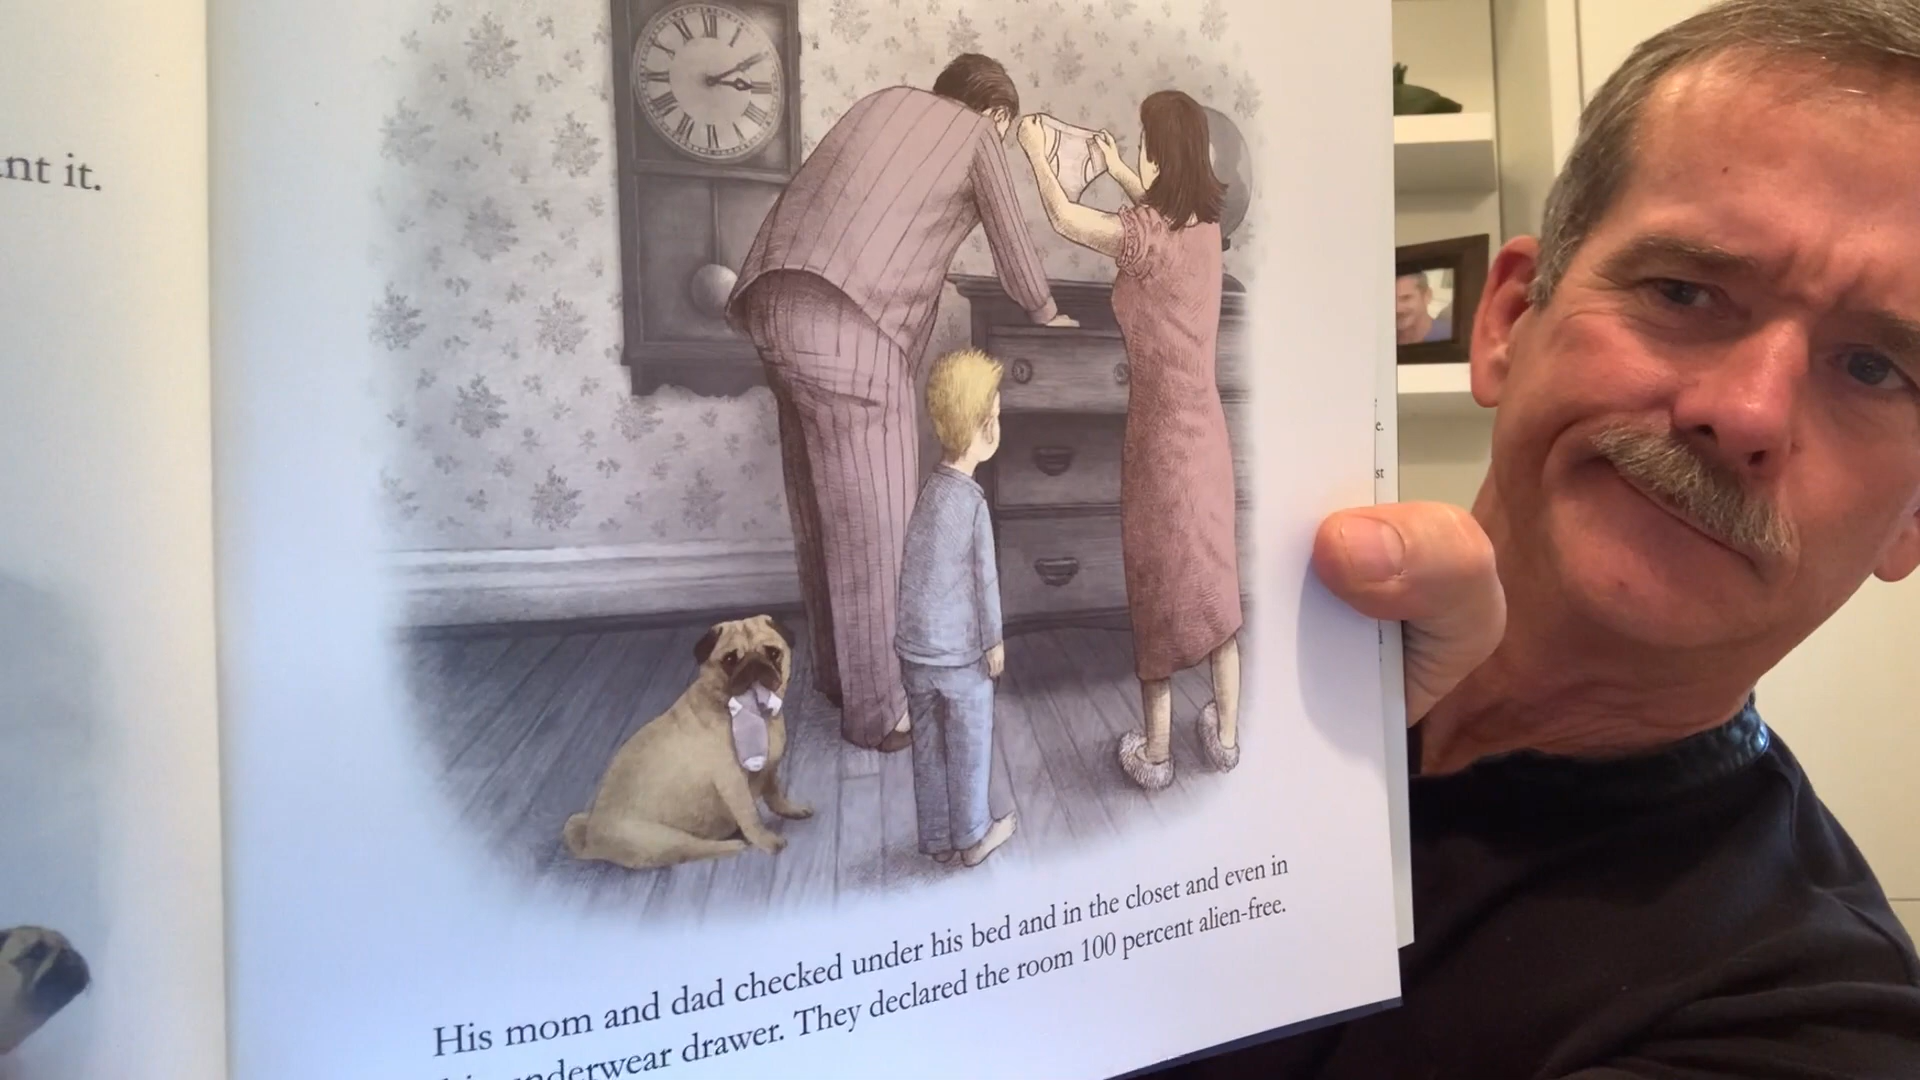 nt it.
His mom and dad checked under his bed and in the closet and even in
underwear drawer. They declared the room 100 percent alien-free.
c.
st